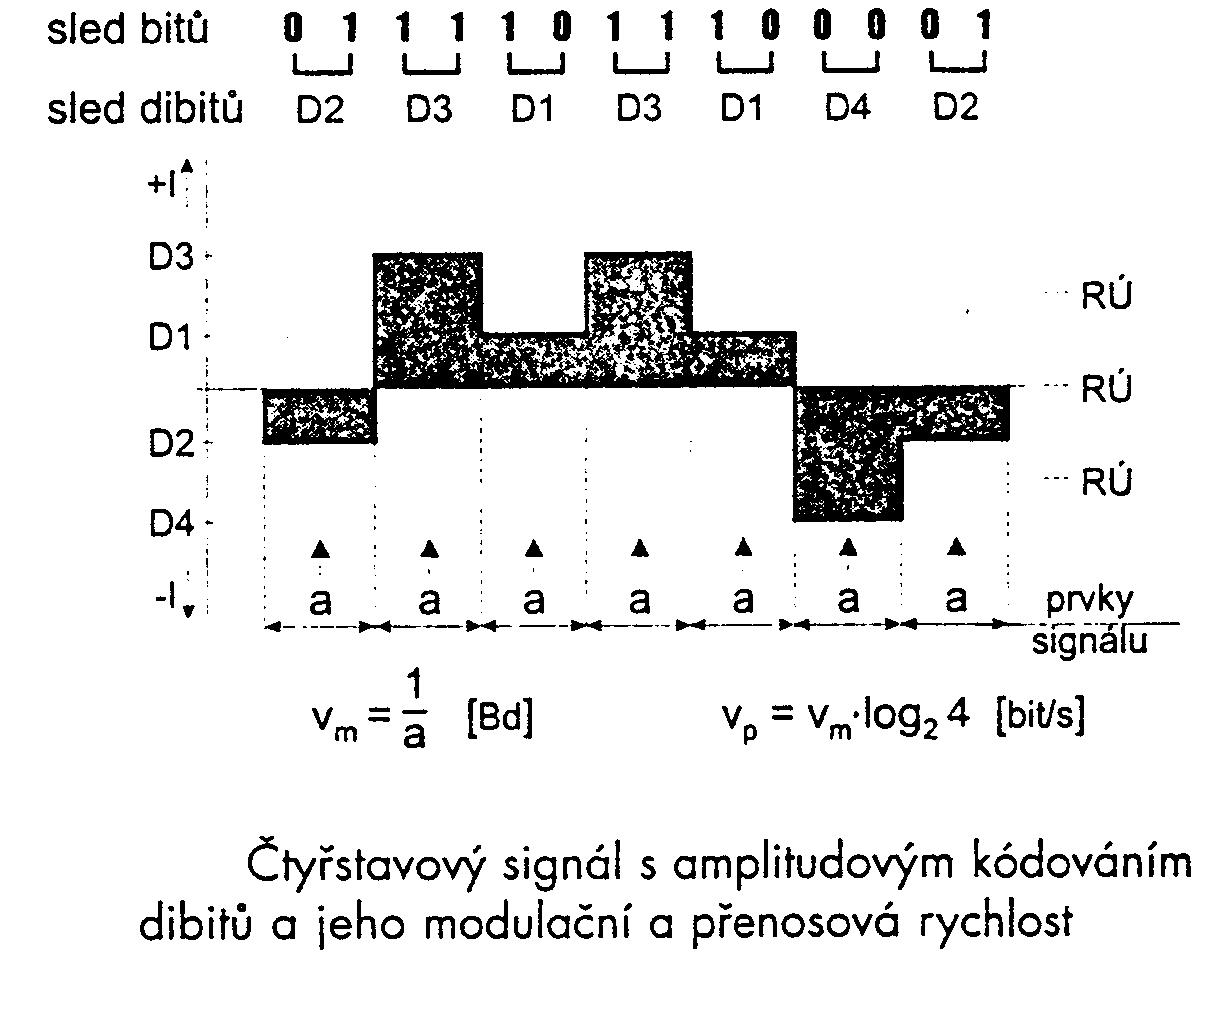 sled bitů 0 1 1 1 1 0 1 1 1 0 0 0 0 1
sled dibitů D2 D3 D1 D3 D1 D4 D2
+I
D3
RÚ
D1
RÚ
D2
RÚ
D4
-I a a a a a a a prvky
signálu
vm = 1/a [Bd] vp = vm·log2 4 [bit/s]
Čtyřstavový signál s amplitudovým kódováním
dibitů a jeho modulační a přenosová rychlost